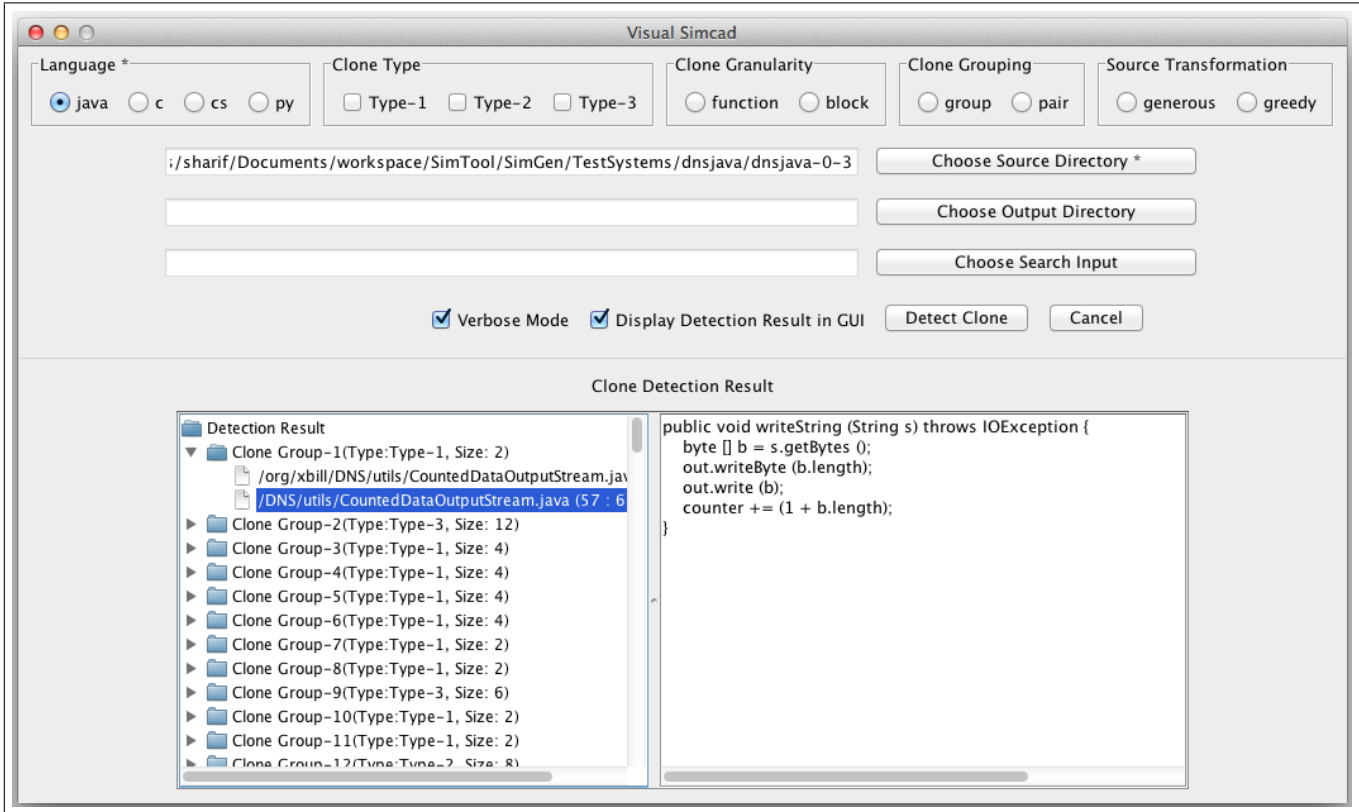 Visual Simcad
Language * Clone Type Clone Granularity Clone Grouping Source Transformation
java c cs py Type-1 Type-2 Type-3 function block group pair generous greedy
/sharif/Documents/workspace/SimTool/SimGen/TestSystems/dnsjava/dnsjava-0-3 Choose Source Directory *
Choose Output Directory
Choose Search Input
Verbose Mode Display Detection Result in GUI Detect Clone Cancel
Clone Detection Result
Detection Result
Clone Group-1(Type:Type-1, Size: 2)
/org/xbill/DNS/utils/CountedDataOutputStream.jav
/DNS/utils/CountedDataOutputStream.java (57 : 6
Clone Group-2(Type:Type-3, Size: 12)
Clone Group-3(Type:Type-1, Size: 4)
Clone Group-4(Type:Type-1, Size: 4)
Clone Group-5(Type:Type-1, Size: 4)
Clone Group-6(Type:Type-1, Size: 4)
Clone Group-7(Type:Type-1, Size: 2)
Clone Group-8(Type:Type-1, Size: 2)
Clone Group-9(Type:Type-3, Size: 6)
Clone Group-10(Type:Type-1, Size: 2)
Clone Group-11(Type:Type-1, Size: 2)
Clone Group-12(Type:Type-2, Size: 8)
public void writeString (String s) throws IOException {
byte [] b = s.getBytes ();
out.writeByte (b.length);
out.write (b);
counter += (1 + b.length);
}